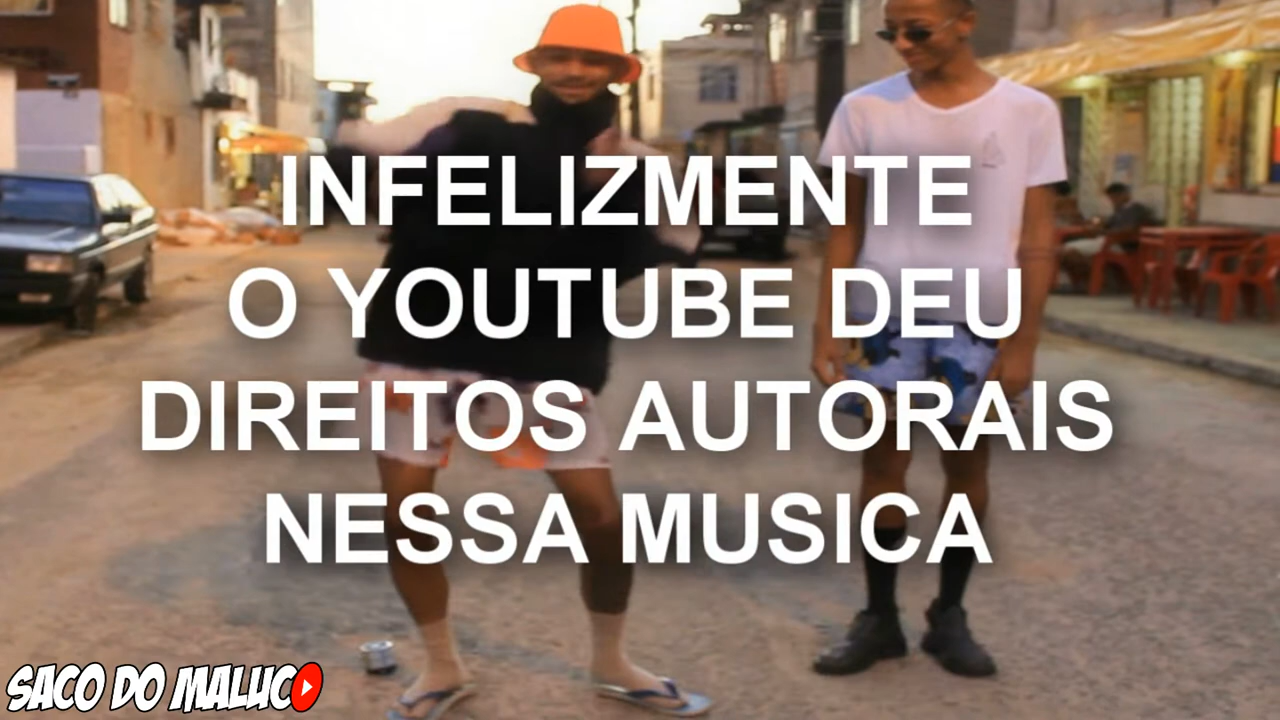 INFELIZMENTE
O YOUTUBE DEU
DIREITOS AUTORAIS
NESSA MUSICA
SACO DO MALUCO